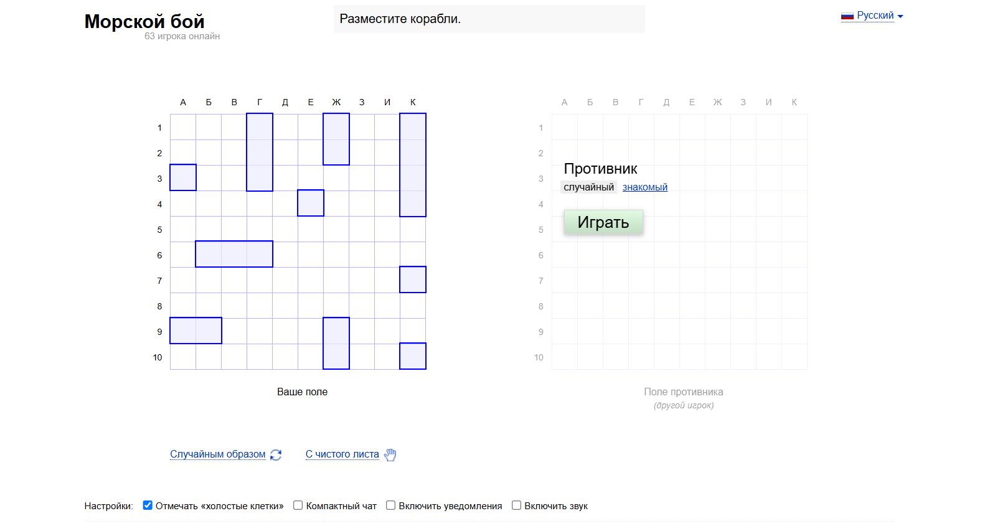 Морской бой
63 игрока онлайн
Разместите корабли.
Русский
А Б В Г Д Е Ж З И К
1
2
3
4
5
6
7
8
9
10
Ваше поле
А Б В Г Д Е Ж З И К
1
2
3
4
5
6
7
8
9
10
Противник
случайный знакомый
Играть
Поле противника
(другой игрок)
Случайным образом
С чистого листа
Настройки: Отмечать «холостые клетки» Компактный чат Включить уведомления Включить звук